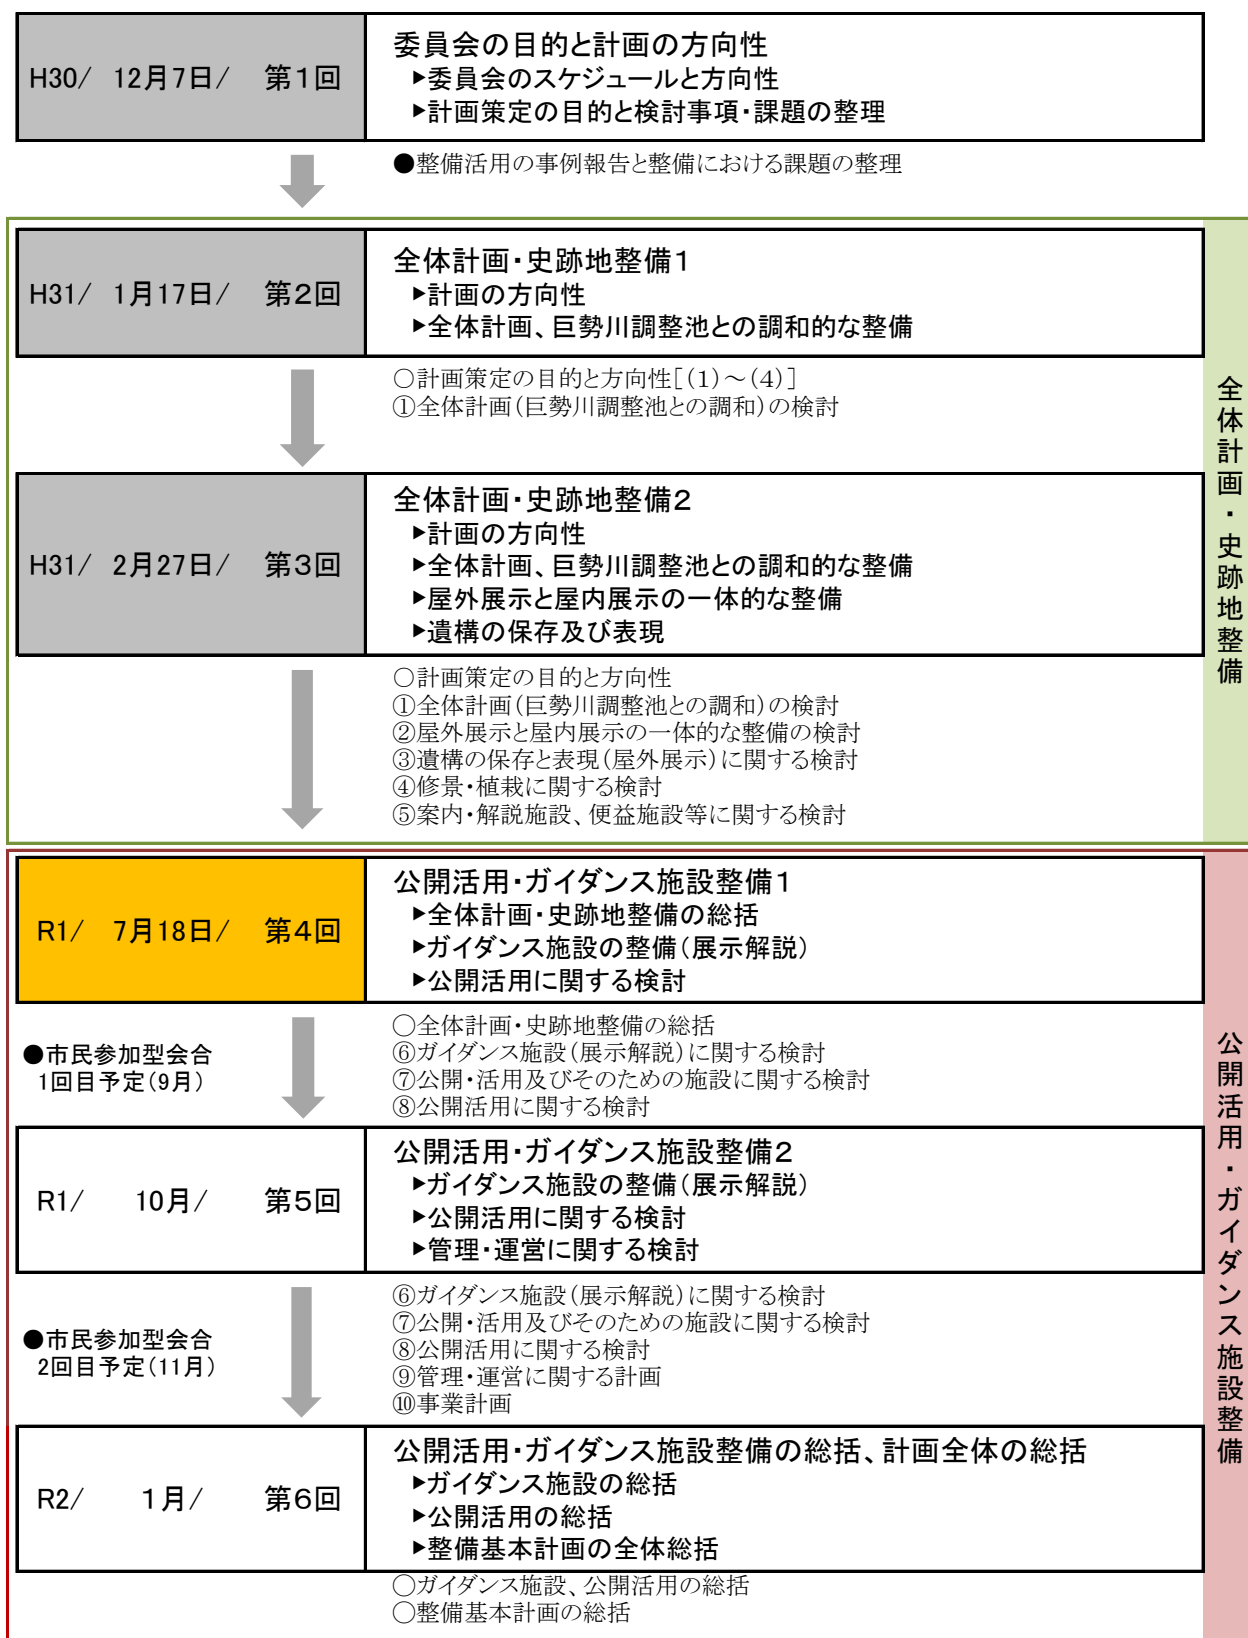 H30/ 12月7日/ 第1回
委員会の目的と計画の方向性
▶委員会のスケジュールと方向性
▶計画策定の目的と検討事項・課題の整理
●整備活用の事例報告と整備における課題の整理
H31/ 1月17日/ 第2回
全体計画・史跡地整備1
▶計画の方向性
▶全体計画、巨勢川調整池との調和的な整備
○計画策定の目的と方向性[(1)～(4)]
①全体計画(巨勢川調整池との調和)の検討
H31/ 2月27日/ 第3回
全体計画・史跡地整備2
▶計画の方向性
▶全体計画、巨勢川調整池との調和的な整備
▶屋外展示と屋内展示の一体的な整備
▶遺構の保存及び表現
○計画策定の目的と方向性
①全体計画(巨勢川調整池との調和)の検討
②屋外展示と屋内展示の一体的な整備の検討
③遺構の保存と表現(屋外展示)に関する検討
④修景・植栽に関する検討
⑤案内・解説施設、便益施設等に関する検討
全体計画・史跡地整備
R1/ 7月18日/ 第4回
公開活用・ガイダンス施設整備1
▶全体計画・史跡地整備の総括
▶ガイダンス施設の整備(展示解説)
▶公開活用に関する検討
●市民参加型会合
1回目予定(9月)
○全体計画・史跡地整備の総括
⑥ガイダンス施設(展示解説)に関する検討
⑦公開・活用及びそのための施設に関する検討
⑧公開活用に関する検討
R1/ 10月/ 第5回
公開活用・ガイダンス施設整備2
▶ガイダンス施設の整備(展示解説)
▶公開活用に関する検討
▶管理・運営に関する検討
●市民参加型会合
2回目予定(11月)
⑥ガイダンス施設(展示解説)に関する検討
⑦公開・活用及びそのための施設に関する検討
⑧公開活用に関する検討
⑨管理・運営に関する計画
⑩事業計画
R2/ 1月/ 第6回
公開活用・ガイダンス施設整備の総括、計画全体の総括
▶ガイダンス施設の総括
▶公開活用の総括
▶整備基本計画の全体総括
○ガイダンス施設、公開活用の総括
○整備基本計画の総括
公開活用・ガイダンス施設整備